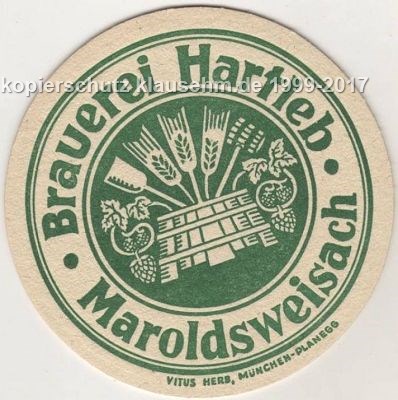 Brauerei Hartleb
kopierschutz klausehm.de 1999-2017
Maroldsweisach
VITUS HERB, MÜNCHEN-PLANEGG